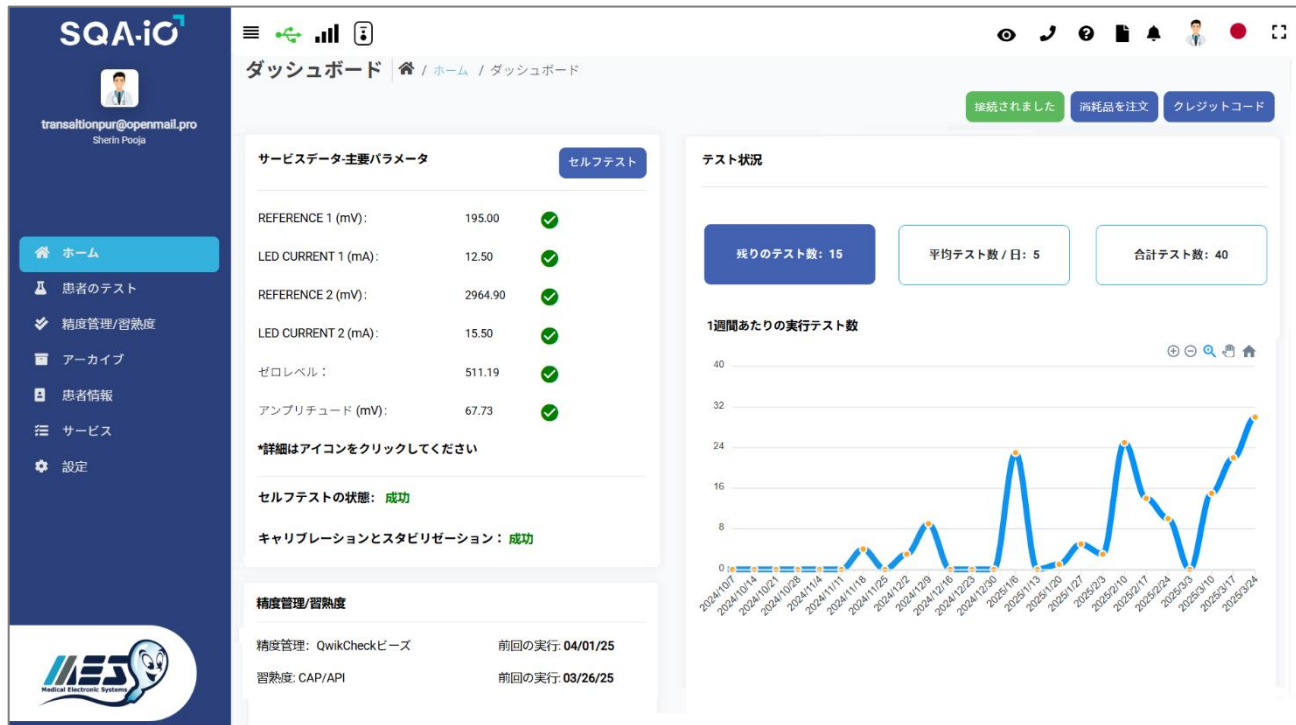 SQA-iO
transaltionpur@openmail.pro
Sherin Pooja
ホーム
患者のテスト
精度管理/習熟度
アーカイブ
患者情報
サービス
設定
MES
Medical Electronic Systems
ダッシュボード / ホーム / ダッシュボード
接続されました 消耗品を注文 クレジットコード
サービスデータ-主要パラメータ セルフテスト
REFERENCE 1 (mV): 195.00
LED CURRENT 1 (mA): 12.50
REFERENCE 2 (mV): 2964.90
LED CURRENT 2 (mA): 15.50
ゼロレベル: 511.19
アンプリチュード (mV): 67.73
*詳細はアイコンをクリックしてください
セルフテストの状態: 成功
キャリブレーションとスタビリゼーション: 成功
精度管理/習熟度
精度管理: QwikCheckビーズ 前回の実行: 04/01/25
習熟度: CAP/API 前回の実行: 03/26/25
テスト状況
残りのテスト数: 15 平均テスト数 / 日: 5 合計テスト数: 40
1週間あたりの実行テスト数
40
32
24
16
8
0
2024/10/7 2024/10/14 2024/10/21 2024/10/28 2024/11/4 2024/11/11 2024/11/18 2024/11/25 2024/12/2 2024/12/9 2024/12/16 2024/12/23 2024/12/30 2025/1/6 2025/1/13 2025/1/20 2025/1/27 2025/2/3 2025/2/10 2025/2/17 2025/2/24 2025/3/3 2025/3/10 2025/3/17 2025/3/24